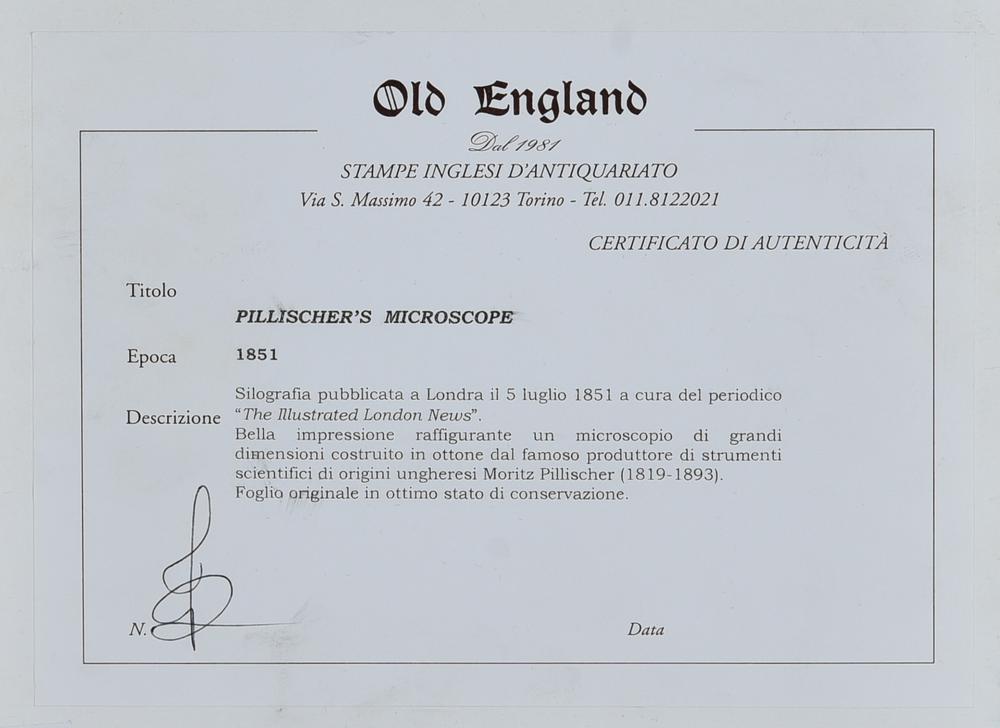 Old England
Dal 1981
STAMPE INGLESI D'ANTIQUARIATO
Via S. Massimo 42 - 10123 Torino - Tel. 011.8122021
CERTIFICATO DI AUTENTICITÀ
Titolo
PILLISCHER'S MICROSCOPE
Epoca 1851
Descrizione
Silografia pubblicata a Londra il 5 luglio 1851 a cura del periodico
“The Illustrated London News”.
Bella impressione raffigurante un microscopio di grandi
dimensioni costruito in ottone dal famoso produttore di strumenti
scientifici di origini ungheresi Moritz Pillischer (1819-1893).
Foglio originale in ottimo stato di conservazione.
N. Data